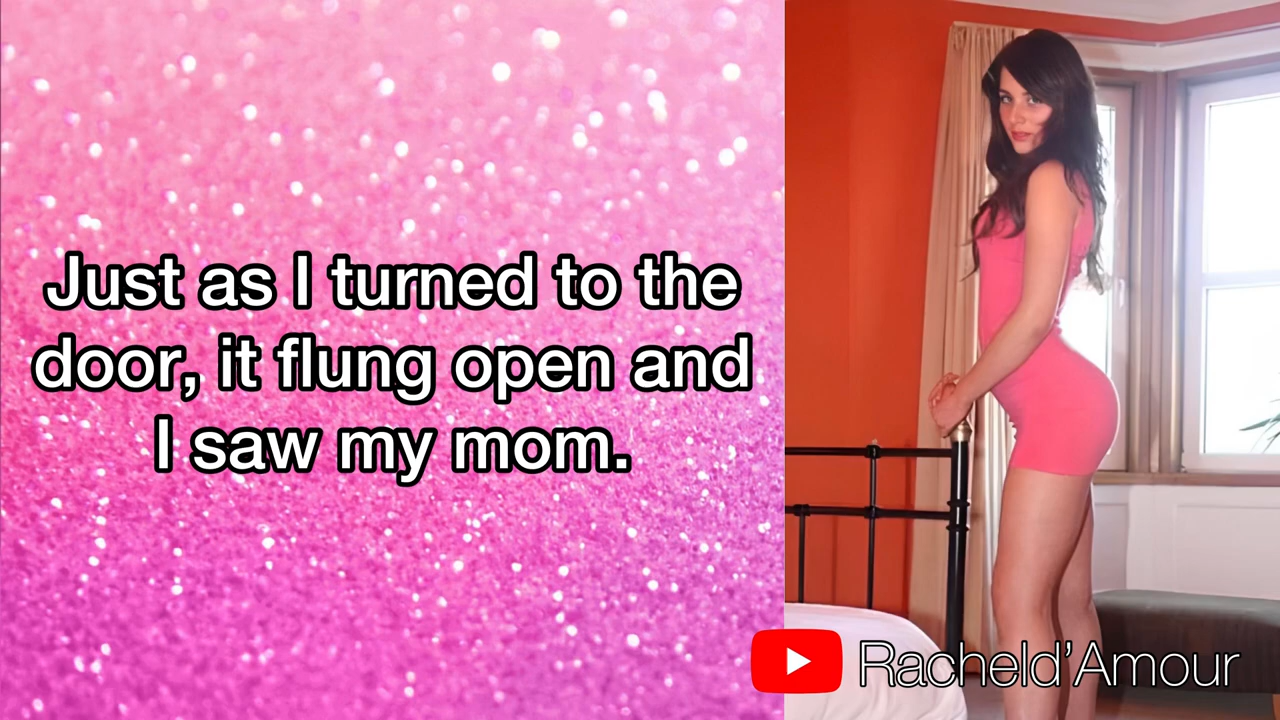 Just as I turned to the
door, it flung open and
I saw my mom.
Racheld'Amour